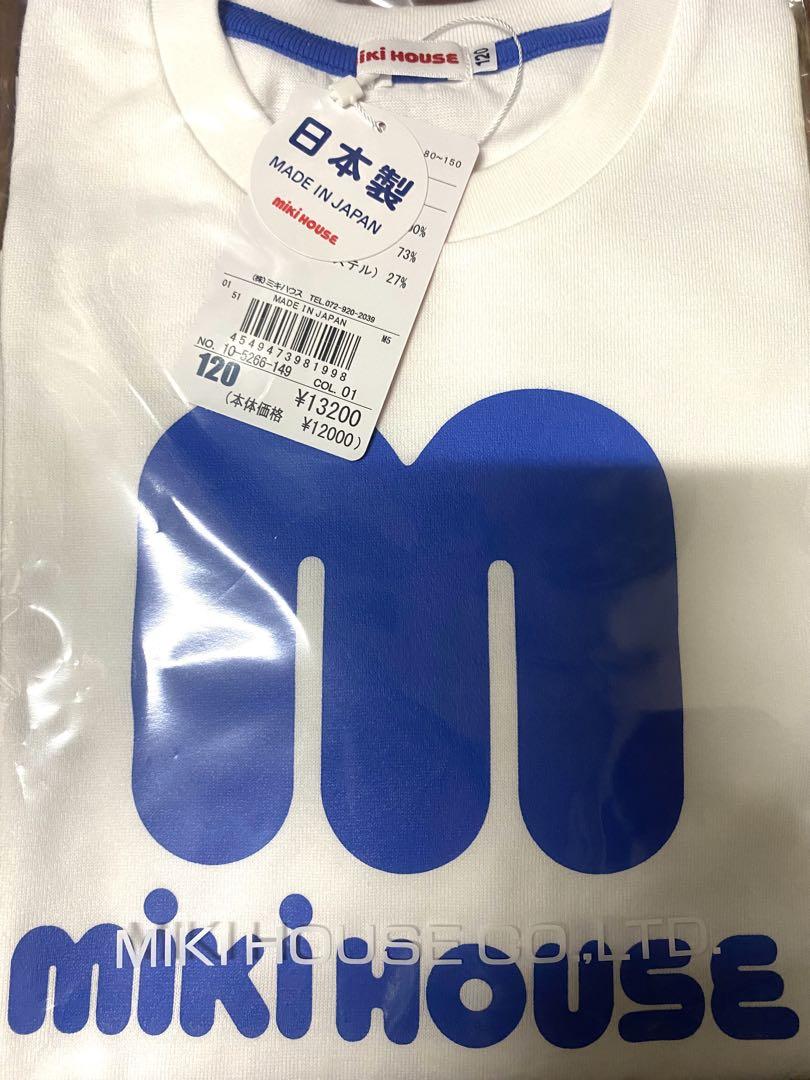 miki HOUSE
120
日本製
MADE IN JAPAN
miki HOUSE
80~150
73%
27%
(株)ミキハウス TEL.072-920-2039
MADE IN JAPAN
01
51
M5
4549473981998
NO. 10-5266-149 COL. 01
120
¥13200
(本体価格 ¥12000)
MIKI HOUSE CO.,LTD.
miki HOUSE